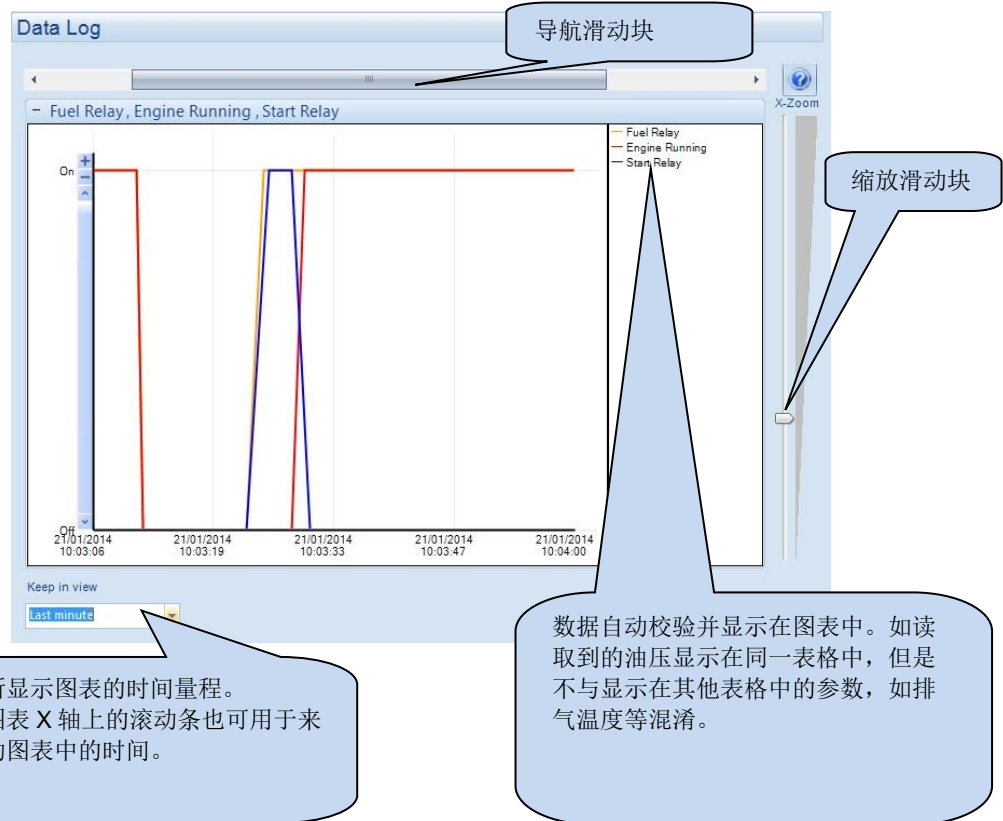 导航滑动块
Data Log
X-Zoom
− Fuel Relay , Engine Running , Start Relay
Fuel Relay
Engine Running
Start Relay
On
缩放滑动块
Off
21/01/2014 21/01/2014 21/01/2014 21/01/2014 21/01/2014
10:03:06 10:03:19 10:03:33 10:03:47 10:04:00
Keep in view
Last minute
显示图表的时间量程。
图表 X 轴上的滚动条也可用于来
图表中的时间。
数据自动校验并显示在图表中。如读
取到的油压显示在同一表格中，但是
不与显示在其他表格中的参数，如排
气温度等混淆。